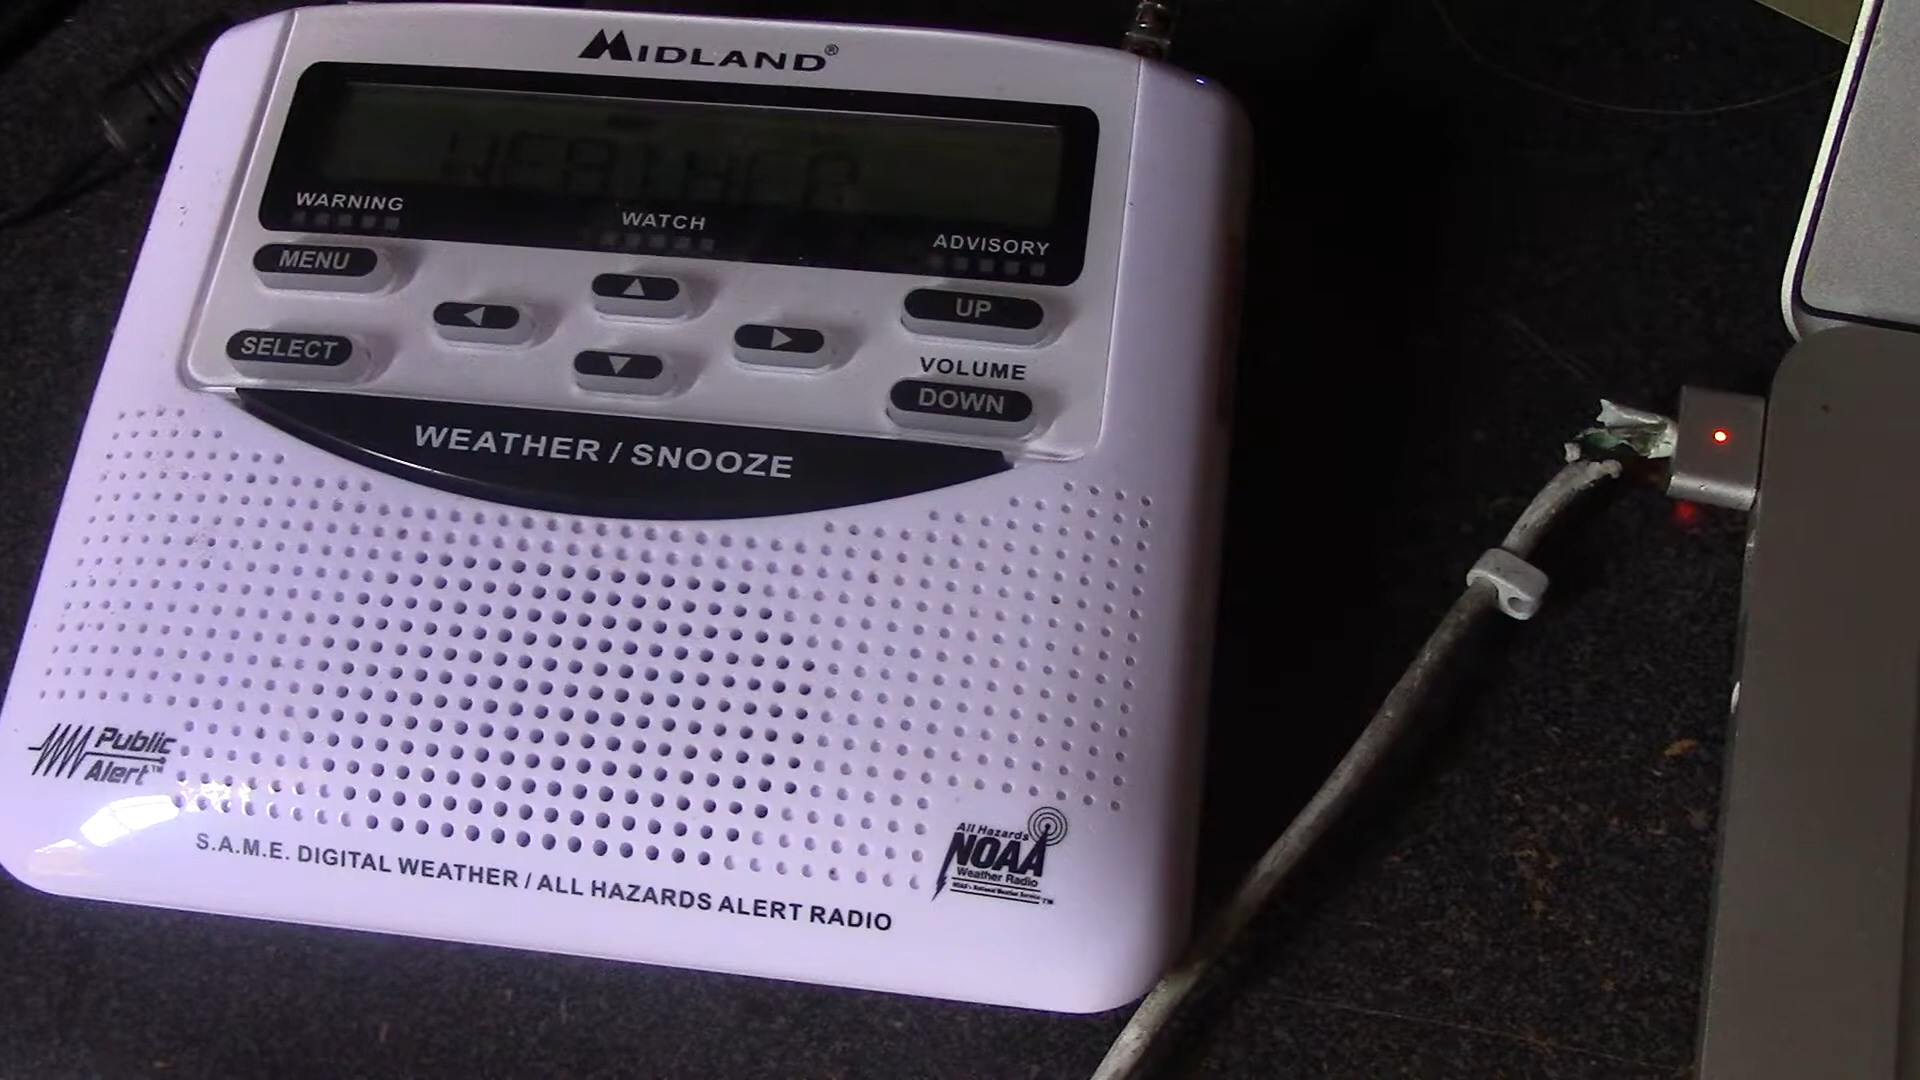 MIDLAND®
WEATHER
WARNING
WATCH
ADVISORY
MENU
UP
SELECT
VOLUME
DOWN
WEATHER / SNOOZE
Public
Alert™
All Hazards
NOAA
Weather Radio
S.A.M.E. DIGITAL WEATHER / ALL HAZARDS ALERT RADIO